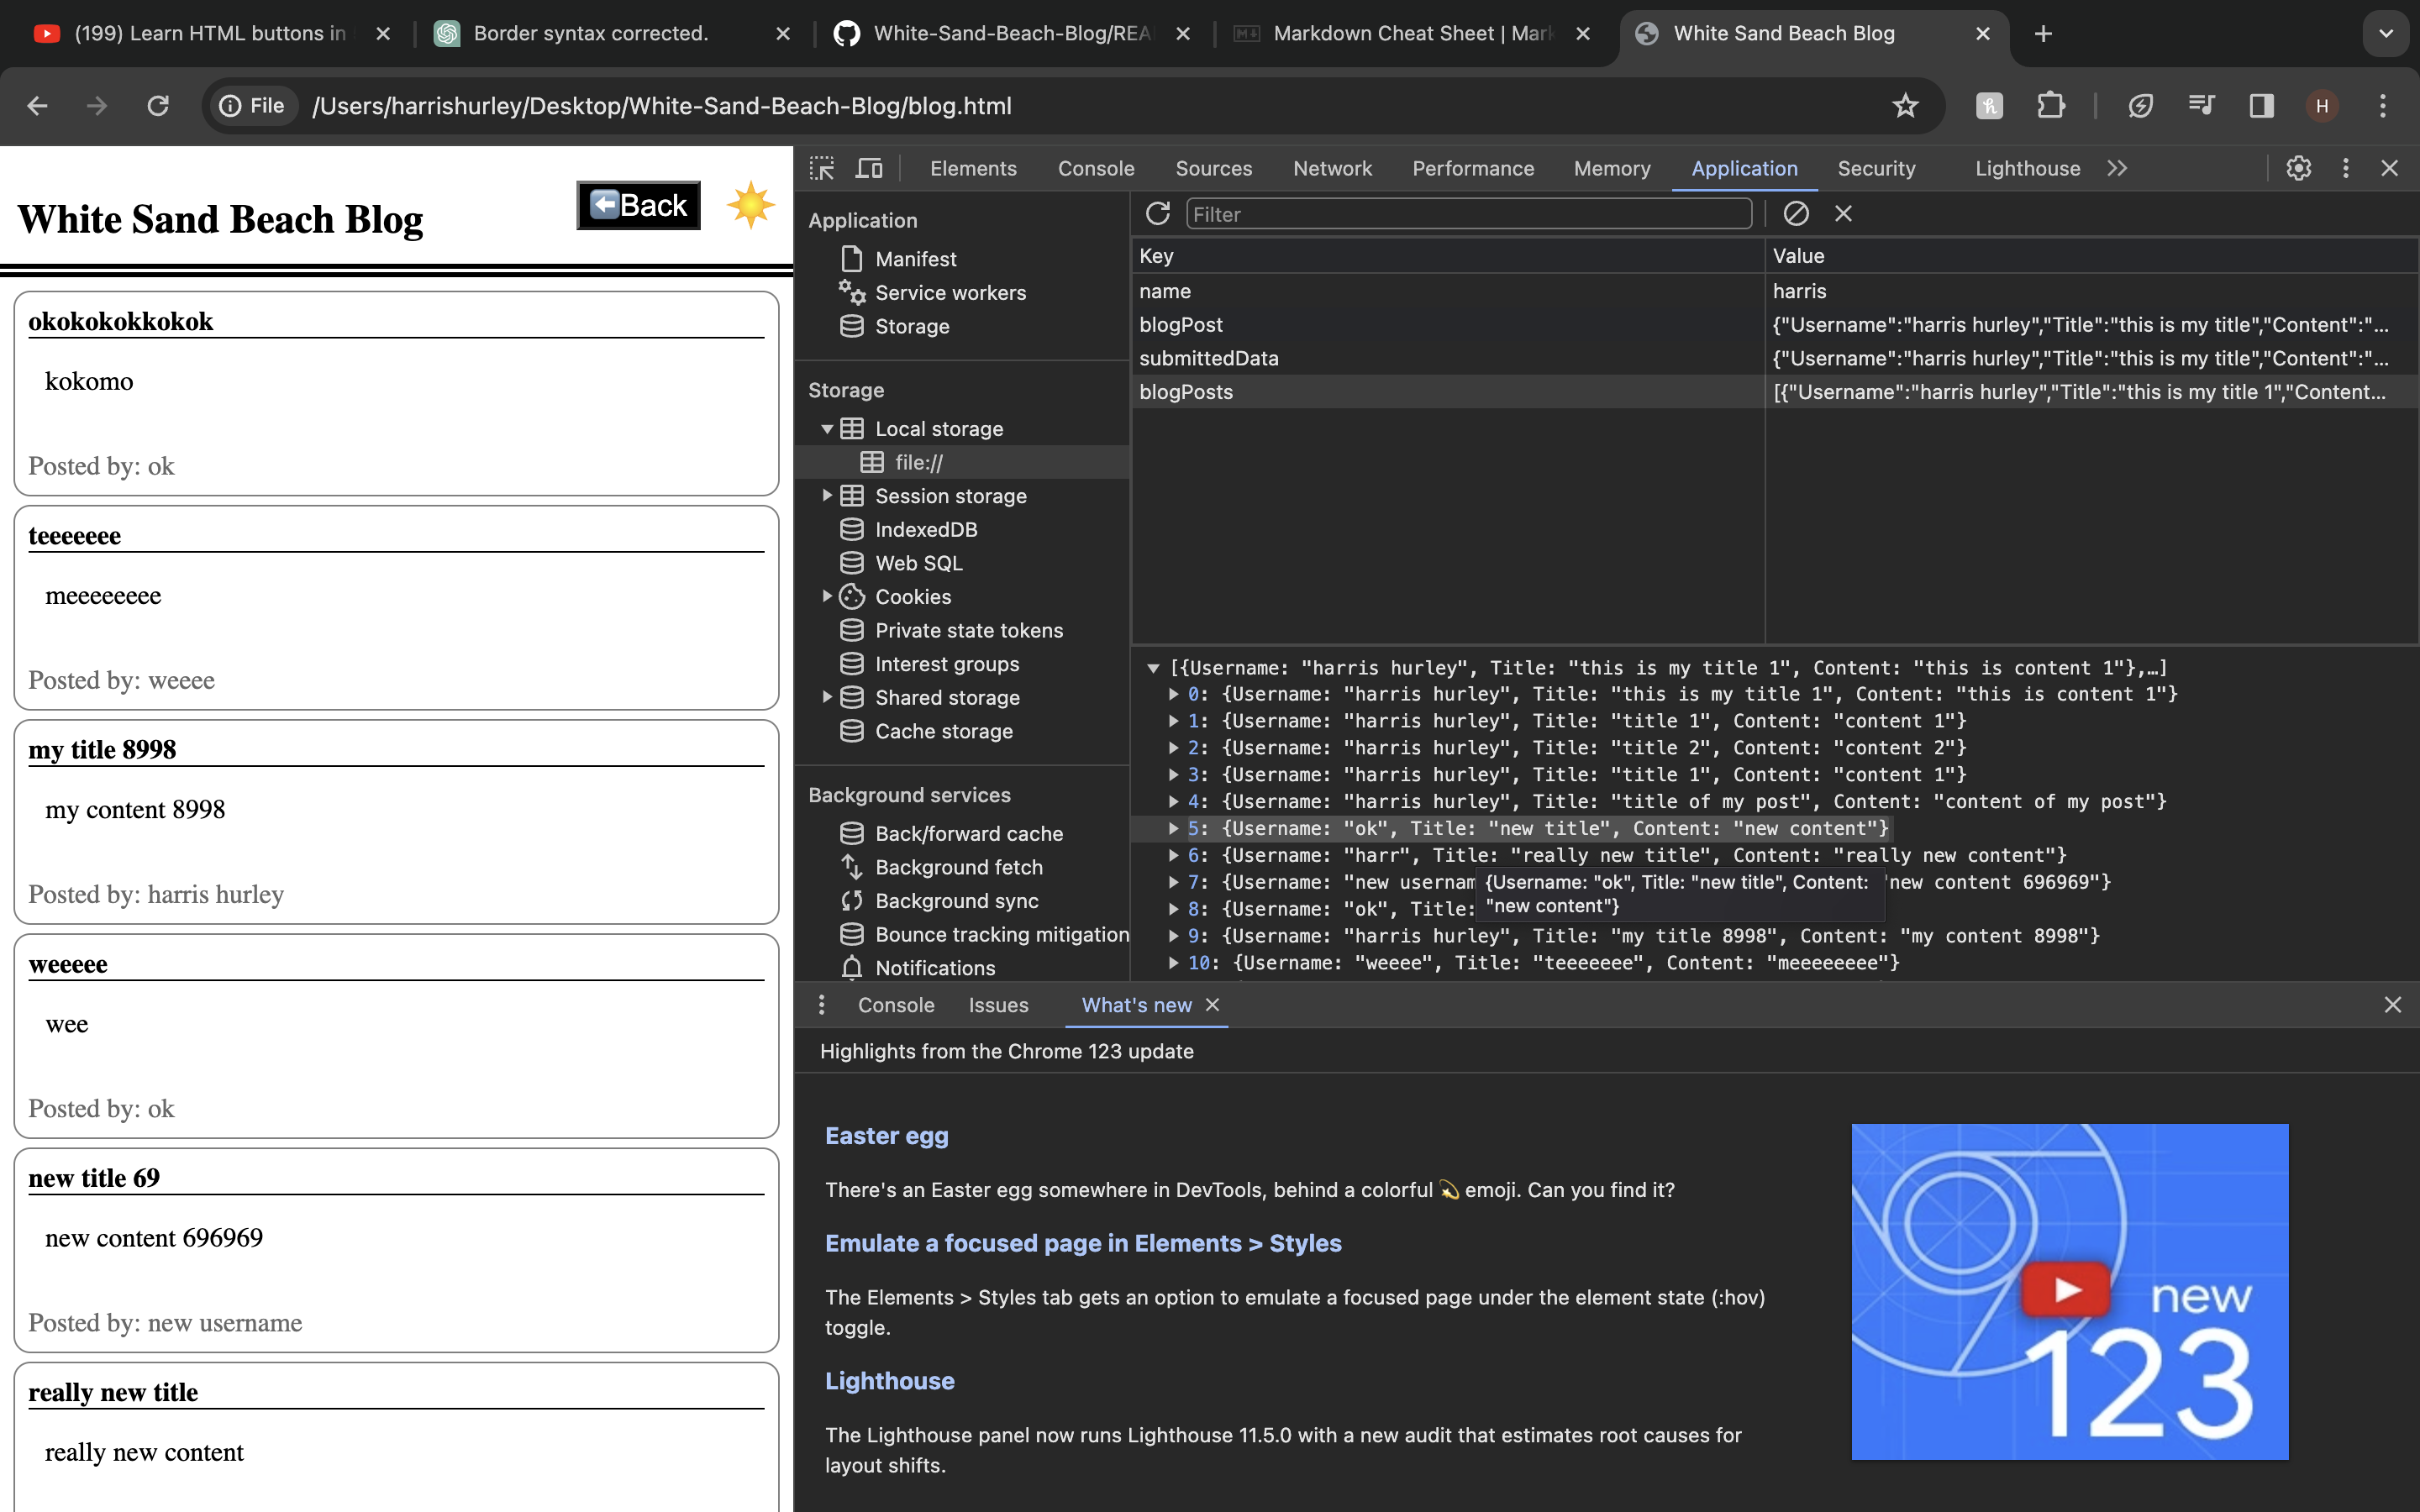 (199) Learn HTML buttons in
Border syntax corrected.
White-Sand-Beach-Blog/REA
Markdown Cheat Sheet | Mark
White Sand Beach Blog
File
/Users/harrishurley/Desktop/White-Sand-Beach-Blog/blog.html
H
White Sand Beach Blog
Back
okokokokkokok
kokomo
Posted by: ok
teeeeeee
meeeeeeee
Posted by: weeee
my title 8998
my content 8998
Posted by: harris hurley
weeeee
wee
Posted by: ok
new title 69
new content 696969
Posted by: new username
really new title
really new content
Elements
Console
Sources
Network
Performance
Memory
Application
Security
Lighthouse
Application
Manifest
Service workers
Storage
Storage
Local storage
file://
Session storage
IndexedDB
Web SQL
Cookies
Private state tokens
Interest groups
Shared storage
Cache storage
Background services
Back/forward cache
Background fetch
Background sync
Bounce tracking mitigation
Notifications
Filter
Key Value
name harris
blogPost {"Username":"harris hurley","Title":"this is my title","Content":"...
submittedData {"Username":"harris hurley","Title":"this is my title","Content":"...
blogPosts [{"Username":"harris hurley","Title":"this is my title 1","Content...
[{Username: "harris hurley", Title: "this is my title 1", Content: "this is content 1"},…]
0: {Username: "harris hurley", Title: "this is my title 1", Content: "this is content 1"}
1: {Username: "harris hurley", Title: "title 1", Content: "content 1"}
2: {Username: "harris hurley", Title: "title 2", Content: "content 2"}
3: {Username: "harris hurley", Title: "title 1", Content: "content 1"}
4: {Username: "harris hurley", Title: "title of my post", Content: "content of my post"}
5: {Username: "ok", Title: "new title", Content: "new content"}
6: {Username: "harr", Title: "really new title", Content: "really new content"}
7: {Username: "new usernam
"new content 696969"}
{Username: "ok", Title: "new title", Content:
"new content"}
8: {Username: "ok", Title:
9: {Username: "harris hurley", Title: "my title 8998", Content: "my content 8998"}
10: {Username: "weeee", Title: "teeeeeee", Content: "meeeeeeee"}
Console
Issues
What's new
Highlights from the Chrome 123 update
Easter egg
There's an Easter egg somewhere in DevTools, behind a colorful 💫 emoji. Can you find it?
Emulate a focused page in Elements > Styles
The Elements > Styles tab gets an option to emulate a focused page under the element state (:hov)
toggle.
Lighthouse
The Lighthouse panel now runs Lighthouse 11.5.0 with a new audit that estimates root causes for
layout shifts.
new
123